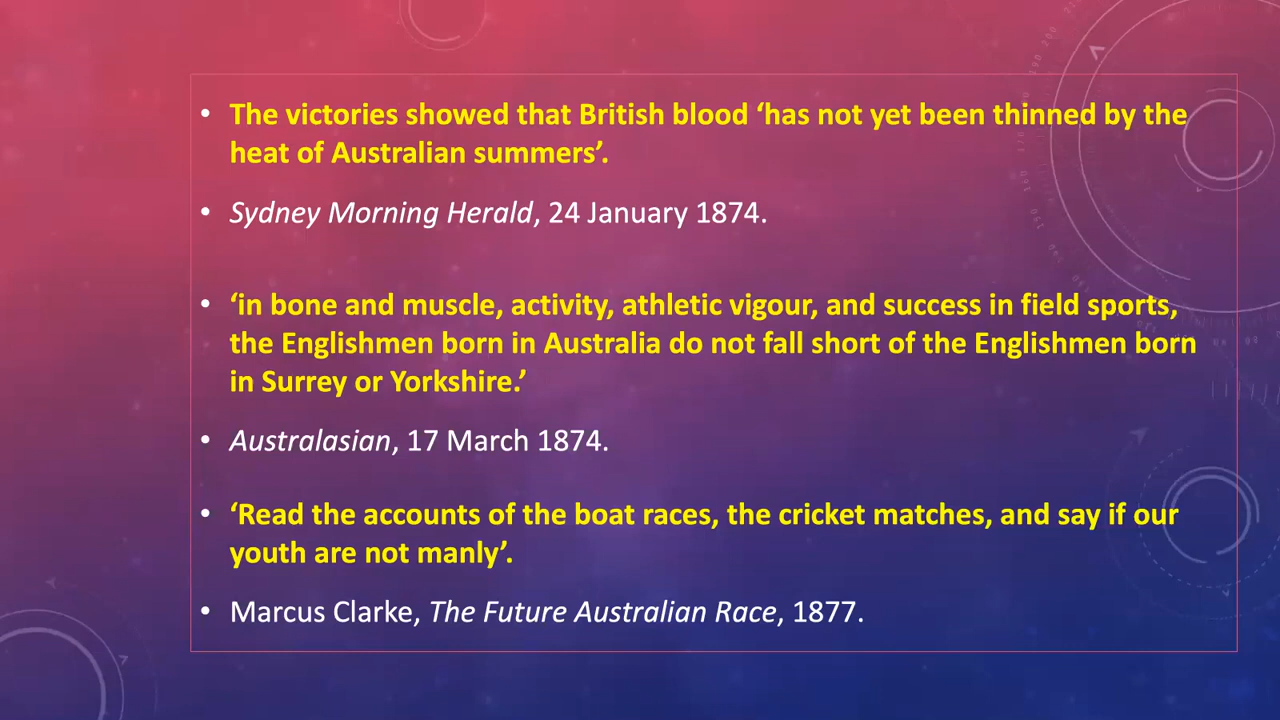 • The victories showed that British blood ‘has not yet been thinned by the
heat of Australian summers’.
• Sydney Morning Herald, 24 January 1874.
• ‘in bone and muscle, activity, athletic vigour, and success in field sports,
the Englishmen born in Australia do not fall short of the Englishmen born
in Surrey or Yorkshire.’
• Australasian, 17 March 1874.
• ‘Read the accounts of the boat races, the cricket matches, and say if our
youth are not manly’.
• Marcus Clarke, The Future Australian Race, 1877.